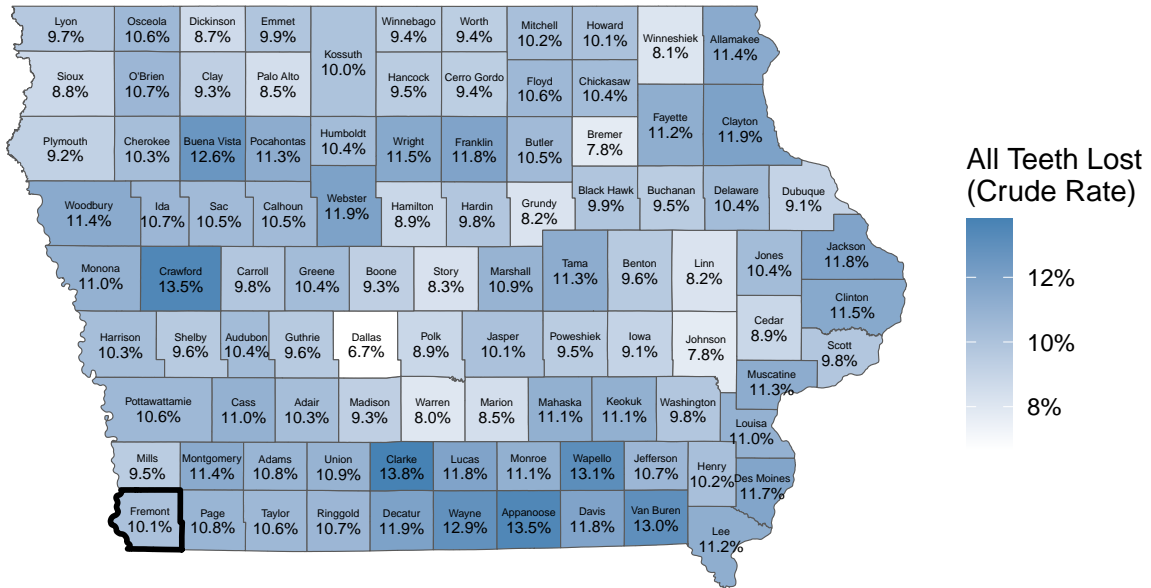 Lyon
9.7%
Osceola
10.6%
Dickinson
8.7%
Emmet
9.9%
Kossuth
10.0%
Winnebago
9.4%
Worth
9.4%
Mitchell
10.2%
Howard
10.1%
Winneshiek
8.1%
Allamakee
11.4%
Sioux
8.8%
O'Brien
10.7%
Clay
9.3%
Palo Alto
8.5%
Hancock
9.5%
Cerro Gordo
9.4%
Floyd
10.6%
Chickasaw
10.4%
Fayette
11.2%
Clayton
11.9%
Plymouth
9.2%
Cherokee
10.3%
Buena Vista
12.6%
Pocahontas
11.3%
Humboldt
10.4%
Wright
11.5%
Franklin
11.8%
Butler
10.5%
Bremer
7.8%
Woodbury
11.4%
Ida
10.7%
Sac
10.5%
Calhoun
10.5%
Webster
11.9%
Hamilton
8.9%
Hardin
9.8%
Grundy
8.2%
Black Hawk
9.9%
Buchanan
9.5%
Delaware
10.4%
Dubuque
9.1%
Monona
11.0%
Crawford
13.5%
Carroll
9.8%
Greene
10.4%
Boone
9.3%
Story
8.3%
Marshall
10.9%
Tama
11.3%
Benton
9.6%
Linn
8.2%
Jones
10.4%
Jackson
11.8%
Clinton
11.5%
Harrison
10.3%
Shelby
9.6%
Audubon
10.4%
Guthrie
9.6%
Dallas
6.7%
Polk
8.9%
Jasper
10.1%
Poweshiek
9.5%
Iowa
9.1%
Johnson
7.8%
Cedar
8.9%
Scott
9.8%
Muscatine
11.3%
Pottawattamie
10.6%
Cass
11.0%
Adair
10.3%
Madison
9.3%
Warren
8.0%
Marion
8.5%
Mahaska
11.1%
Keokuk
11.1%
Washington
9.8%
Louisa
11.0%
Mills
9.5%
Montgomery
11.4%
Adams
10.8%
Union
10.9%
Clarke
13.8%
Lucas
11.8%
Monroe
11.1%
Wapello
13.1%
Jefferson
10.7%
Henry
10.2%
Des Moines
11.7%
Fremont
10.1%
Page
10.8%
Taylor
10.6%
Ringgold
10.7%
Decatur
11.9%
Wayne
12.9%
Appanoose
13.5%
Davis
11.8%
Van Buren
13.0%
Lee
11.2%
All Teeth Lost
(Crude Rate)
12%
10%
8%